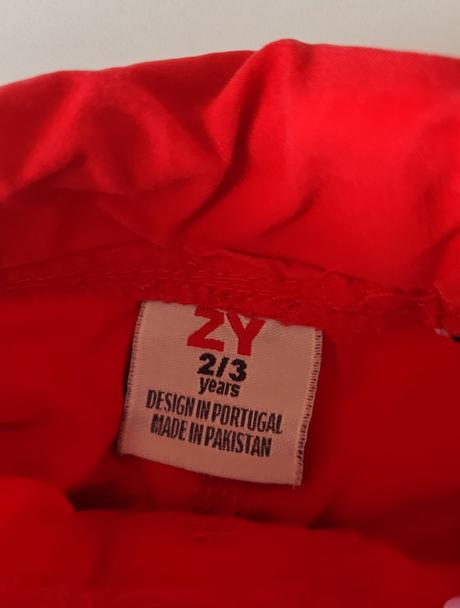 ZY
2/3
years
DESIGN IN PORTUGAL
MADE IN PAKISTAN